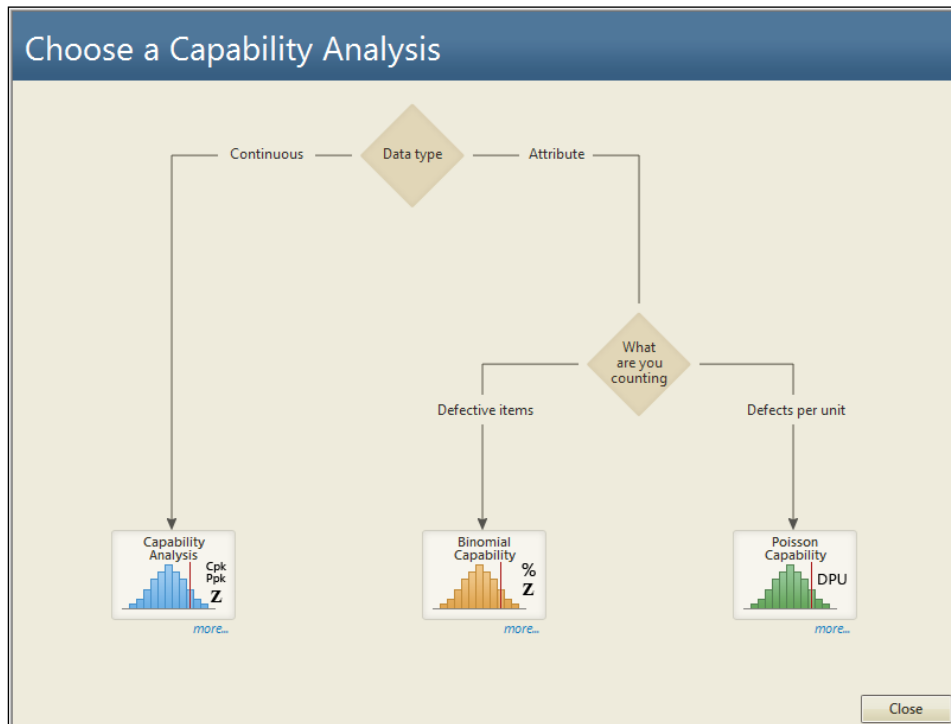 Choose a Capability Analysis
Continuous
Data type
Attribute
What
are you
counting
Defective items
Defects per unit
Capability
Analysis
Cpk
Ppk
Z
more...
Binomial
Capability
%
Z
more...
Poisson
Capability
DPU
more...
Close